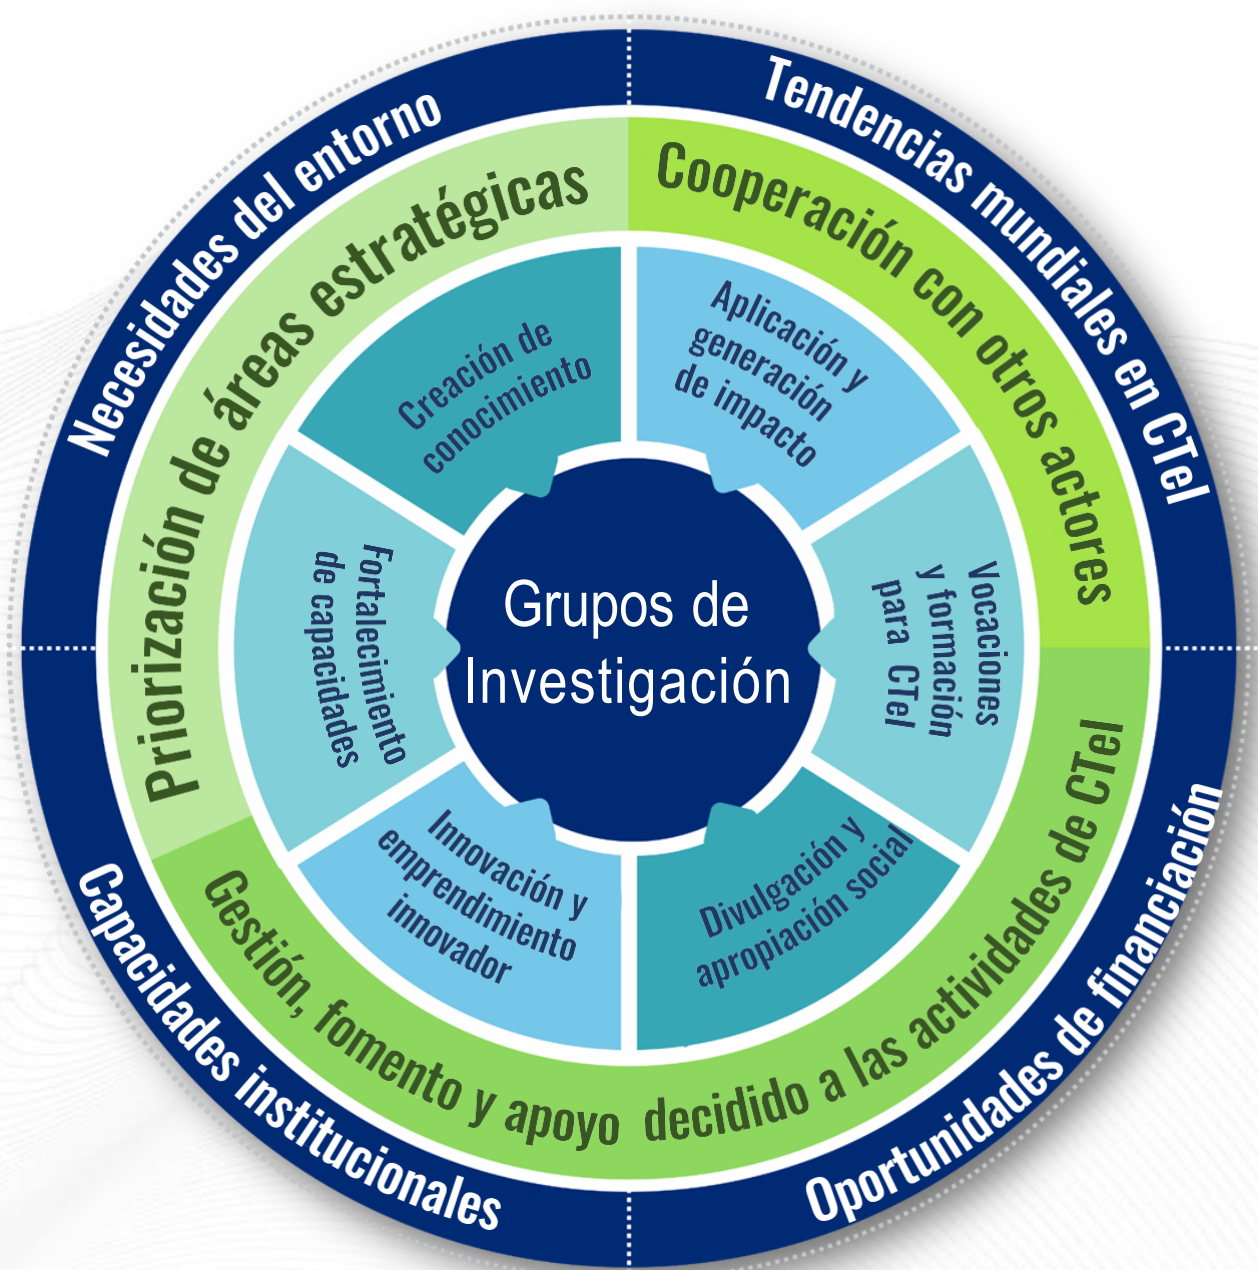 Necesidades del entorno
Tendencias mundiales en CTeI
Priorización de áreas estratégicas
Cooperación con otros actores
Creación de
conocimiento
Aplicación y
generación
de impacto
Fortalecimiento
de capacidades
Grupos de
Investigación
Vocaciones
y formación
para CTeI
Innovación y
emprendimiento
innovador
Divulgación y
apropiación social
Gestión, fomento y apoyo decidido a las actividades de CTeI
Capacidades institucionales
Oportunidades de financiación